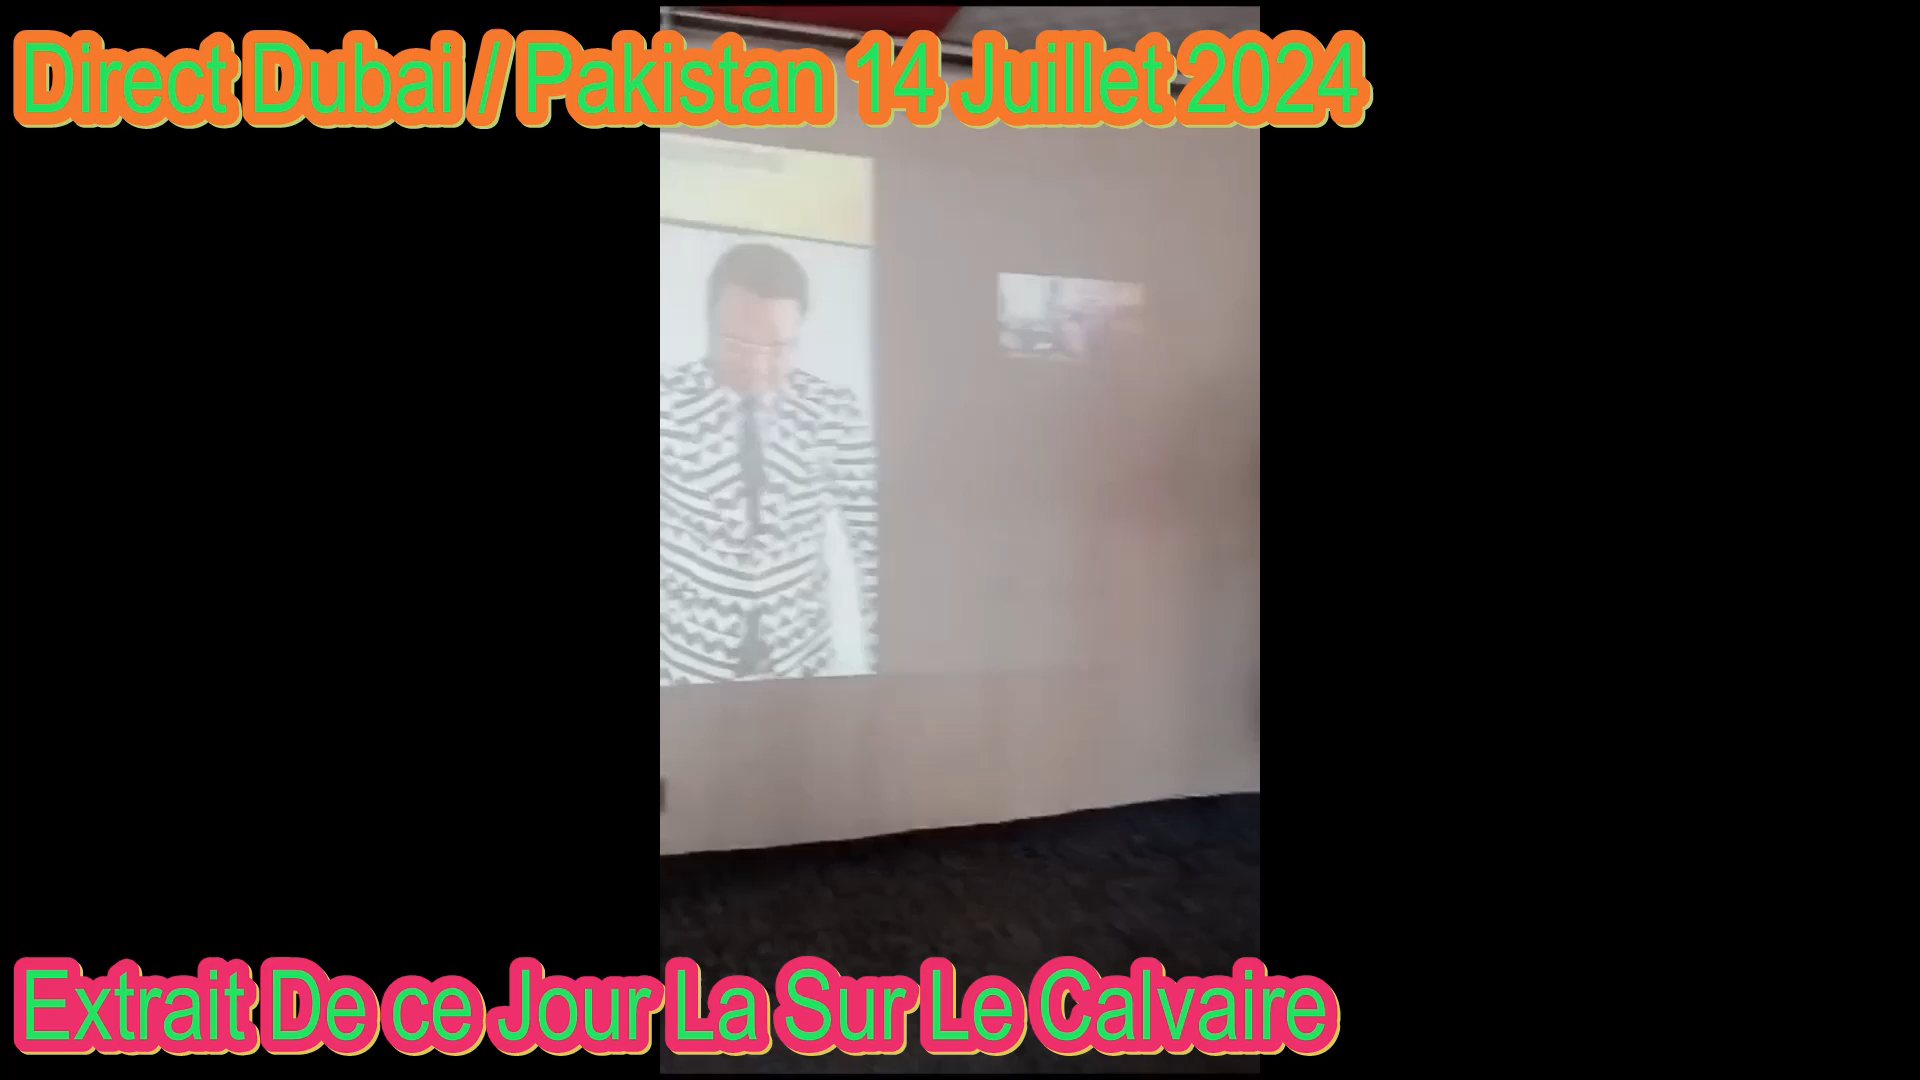 Direct Dubai / Pakistan 14 Juillet 2024
Extrait De ce Jour La Sur Le Calvaire